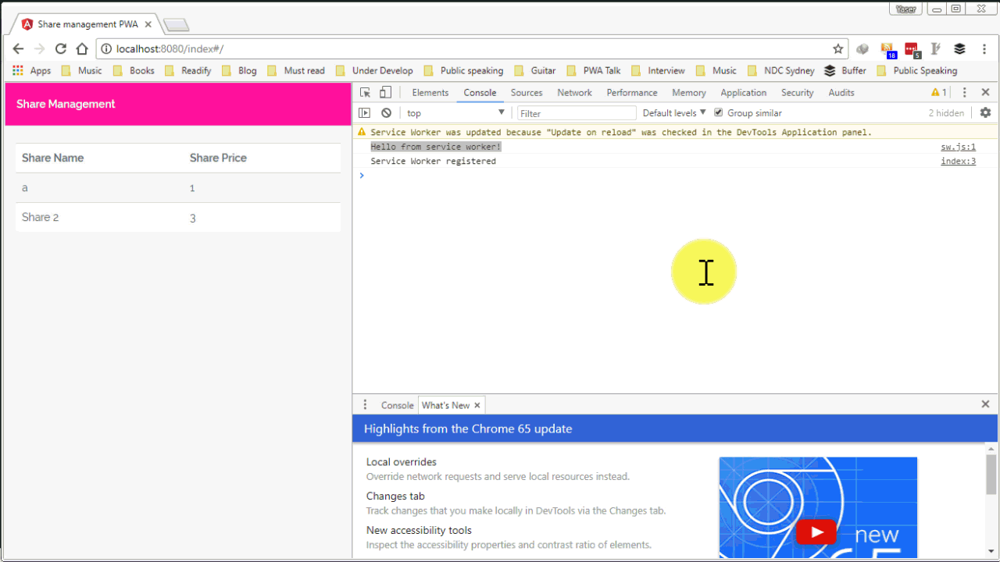 Yaser
Share management PWA
localhost:8080/index#/
18
5
Apps Music Books Readify Blog Must read Under Develop Public speaking Guitar PWA Talk Interview Music NDC Sydney Buffer Public Speaking
Share Management
Share Name Share Price
a 1
Share 2 3
Elements Console Sources Network Performance Memory Application Security Audits 1
top Filter Default levels Group similar 2 hidden
Service Worker was updated because "Update on reload" was checked in the DevTools Application panel.
Hello from service worker! sw.js:1
Service Worker registered index:3
Console What's New
Highlights from the Chrome 65 update
Local overrides
Override network requests and serve local resources instead.
Changes tab
Track changes that you make locally in DevTools via the Changes tab.
New accessibility tools
Inspect the accessibility properties and contrast ratio of elements.
new
65